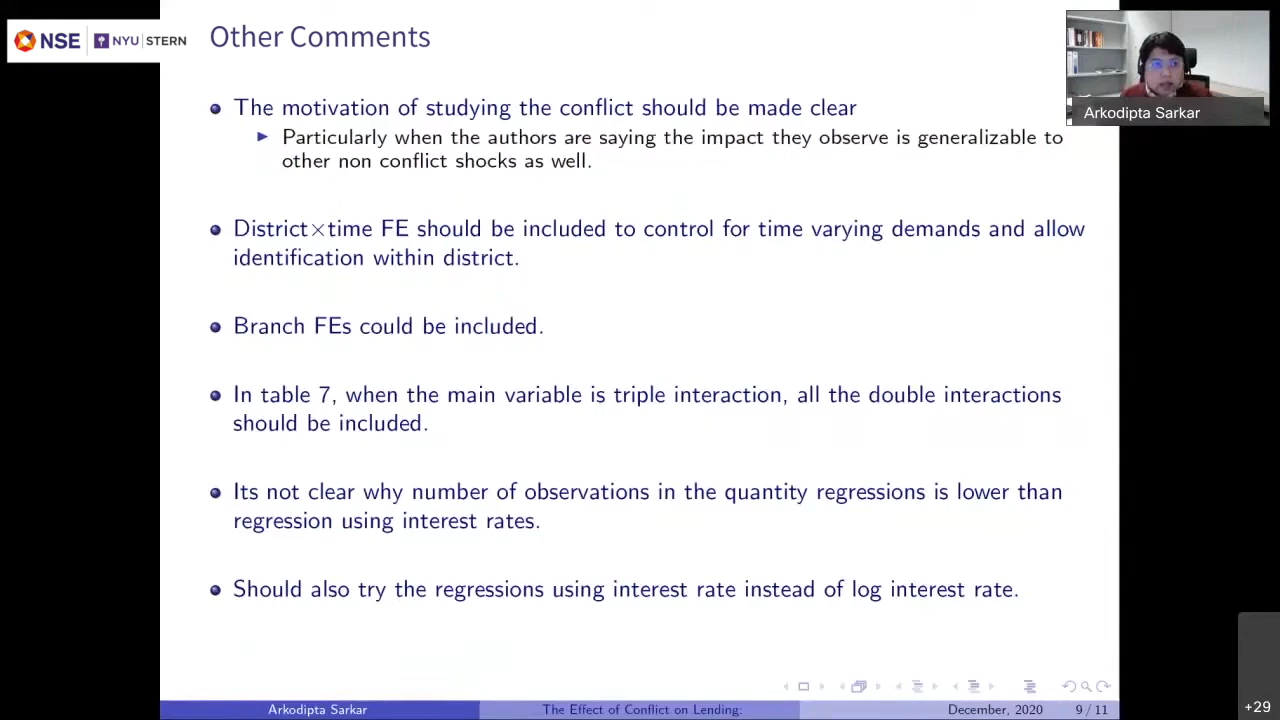 NSE | NYU | STERN
Other Comments
Arkodipta Sarkar
The motivation of studying the conflict should be made clear
Particularly when the authors are saying the impact they observe is generalizable to
other non conflict shocks as well.
District×time FE should be included to control for time varying demands and allow
identification within district.
Branch FEs could be included.
In table 7, when the main variable is triple interaction, all the double interactions
should be included.
Its not clear why number of observations in the quantity regressions is lower than
regression using interest rates.
Should also try the regressions using interest rate instead of log interest rate.
Arkodipta Sarkar
The Effect of Conflict on Lending:
December, 2020
9 / 11
+29